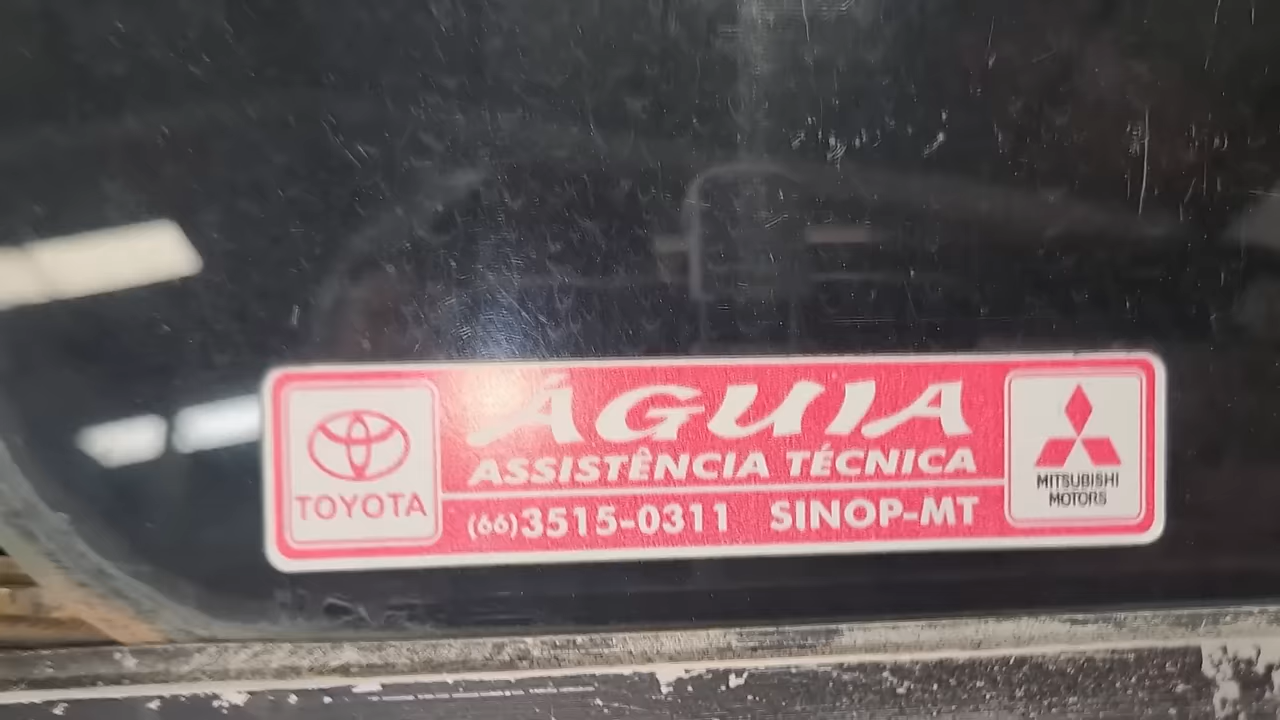 ÁGUIA
ASSISTÊNCIA TÉCNICA
(66)3515-0311 SINOP-MT
TOYOTA
MITSUBISHI
MOTORS